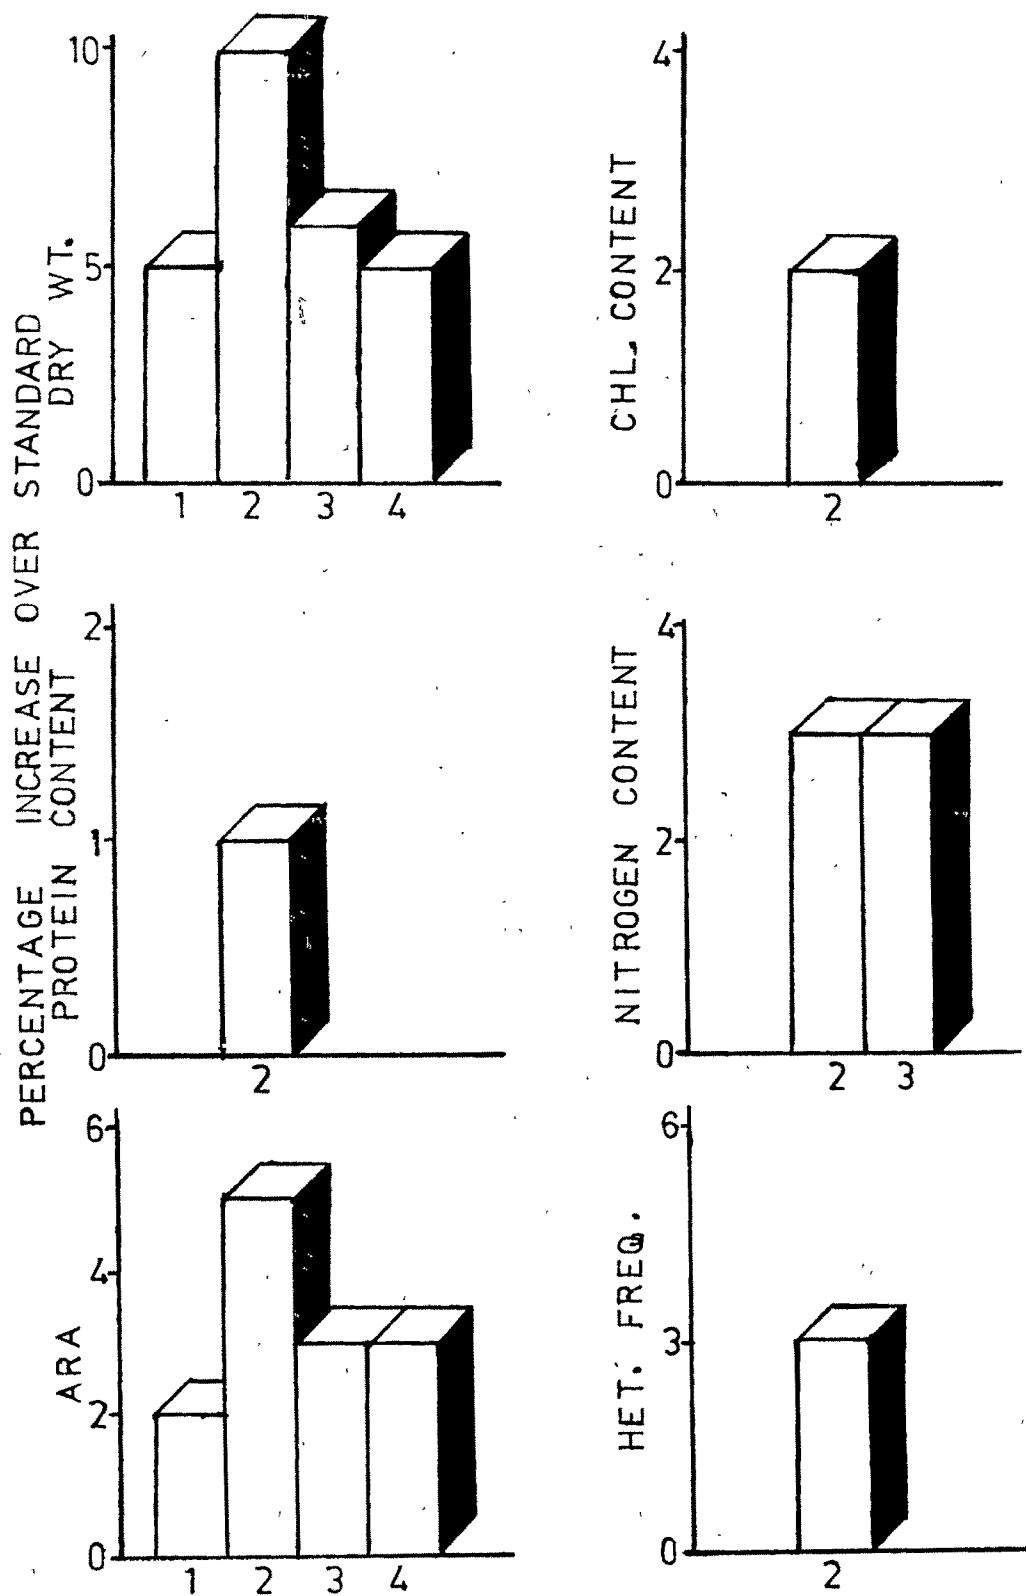 PERCENTAGE INCREASE OVER STANDARD
DRY WT.
10
5
0
1 2 3 4
CHL. CONTENT
4
2
0
2
PROTEIN CONTENT
2
1
0
2
NITROGEN CONTENT
4
2
0
2 3
ARA
6
4
2
0
1 2 3 4
HET. FREQ.
6
3
0
2